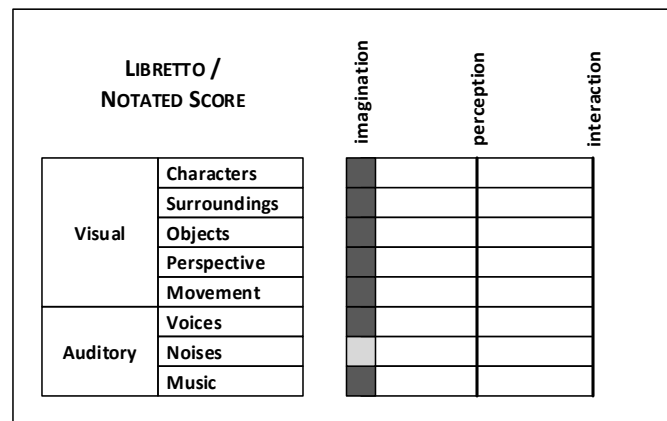 LIBRETTO /
NOTATED SCORE
imagination
perception
interaction
Visual
Characters
Surroundings
Objects
Perspective
Movement
Auditory
Voices
Noises
Music